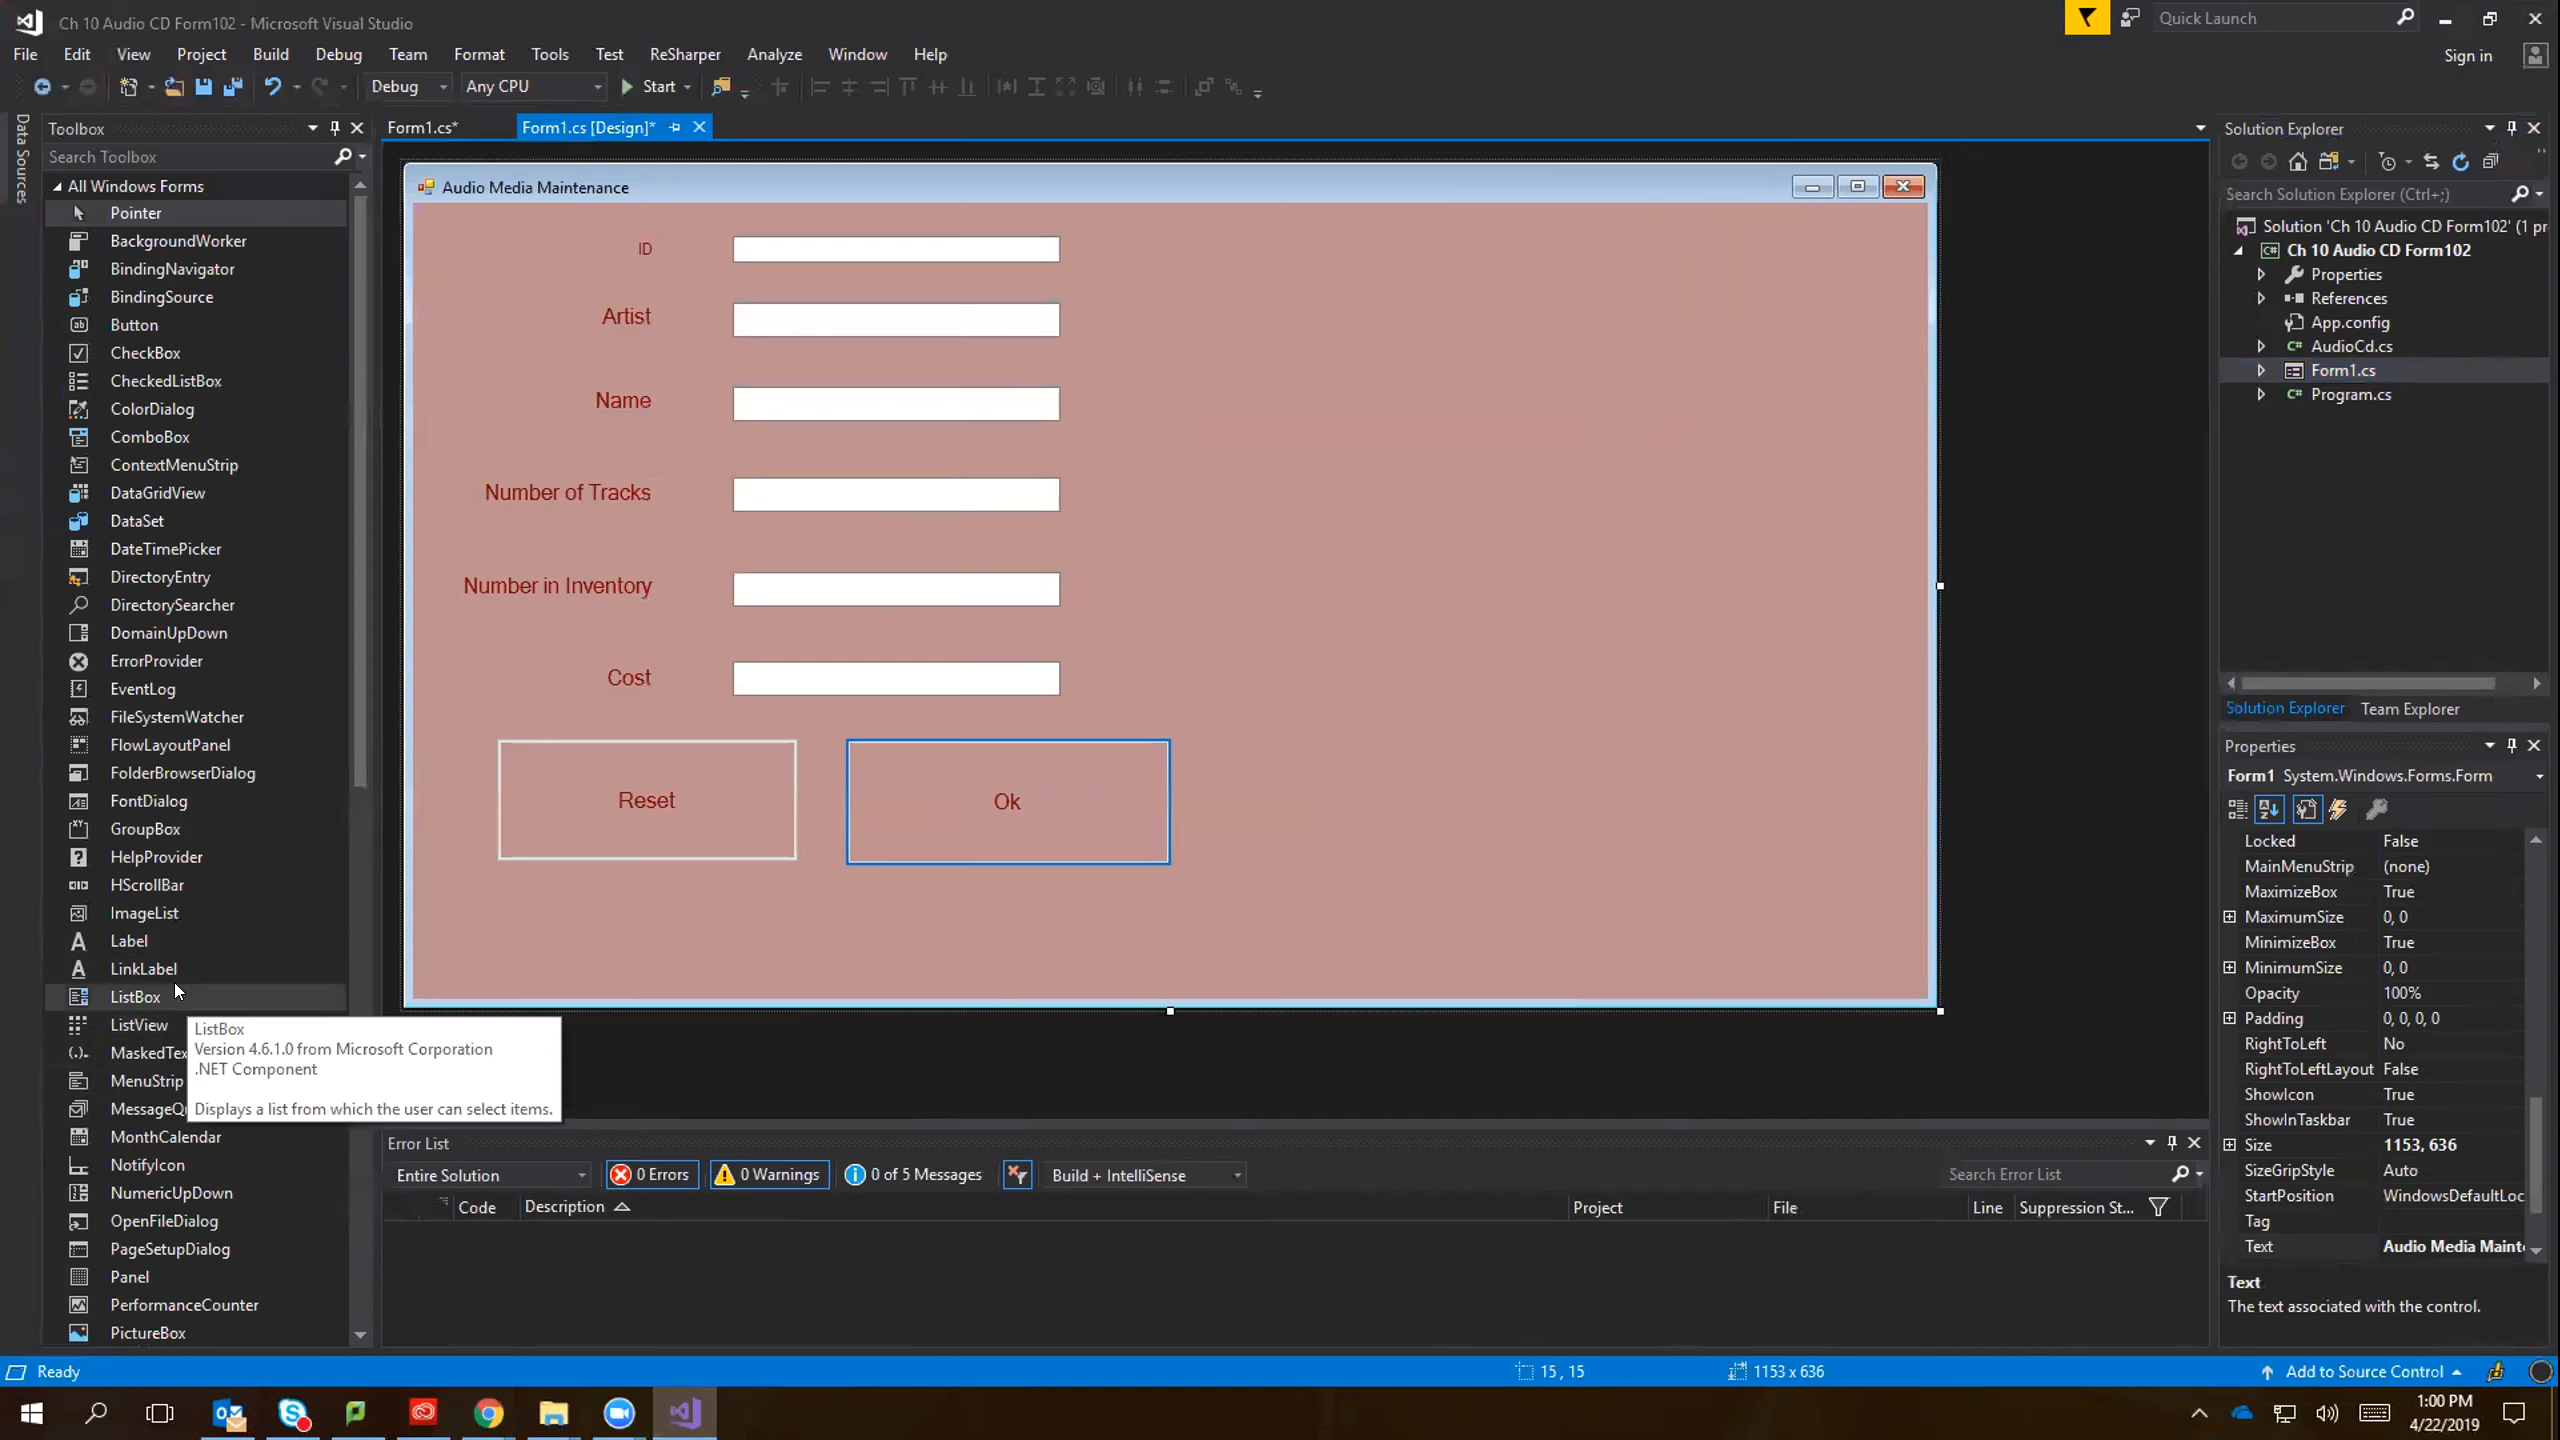 Ch 10 Audio CD Form102 - Microsoft Visual Studio
Quick Launch
File Edit View Project Build Debug Team Format Tools Test ReSharper Analyze Window Help
Sign in
Debug Any CPU Start
Data Sources
Toolbox
Search Toolbox
All Windows Forms
Pointer
BackgroundWorker
BindingNavigator
BindingSource
Button
CheckBox
CheckedListBox
ColorDialog
ComboBox
ContextMenuStrip
DataGridView
DataSet
DateTimePicker
DirectoryEntry
DirectorySearcher
DomainUpDown
ErrorProvider
EventLog
FileSystemWatcher
FlowLayoutPanel
FolderBrowserDialog
FontDialog
GroupBox
HelpProvider
HScrollBar
ImageList
Label
LinkLabel
ListBox
ListView
MaskedTex
MenuStrip
MessageQu
MonthCalendar
NotifyIcon
NumericUpDown
OpenFileDialog
PageSetupDialog
Panel
PerformanceCounter
PictureBox
ListBox
Version 4.6.1.0 from Microsoft Corporation
.NET Component
Displays a list from which the user can select items.
Form1.cs* Form1.cs [Design]*
Audio Media Maintenance
ID
Artist
Name
Number of Tracks
Number in Inventory
Cost
Reset Ok
Error List
Entire Solution 0 Errors 0 Warnings 0 of 5 Messages Build + IntelliSense Search Error List
Code Description Project File Line Suppression St...
Solution Explorer
Search Solution Explorer (Ctrl+;)
Solution 'Ch 10 Audio CD Form102' (1 pr
Ch 10 Audio CD Form102
Properties
References
App.config
AudioCd.cs
Form1.cs
Program.cs
Solution Explorer Team Explorer
Properties
Form1 System.Windows.Forms.Form
Locked False
MainMenuStrip (none)
MaximizeBox True
MaximumSize 0, 0
MinimizeBox True
MinimumSize 0, 0
Opacity 100%
Padding 0, 0, 0, 0
RightToLeft No
RightToLeftLayout False
ShowIcon True
ShowInTaskbar True
Size 1153, 636
SizeGripStyle Auto
StartPosition WindowsDefaultLoc
Tag
Text Audio Media Mainte
Text
The text associated with the control.
Ready 15 , 15 1153 x 636 Add to Source Control
1:00 PM
4/22/2019